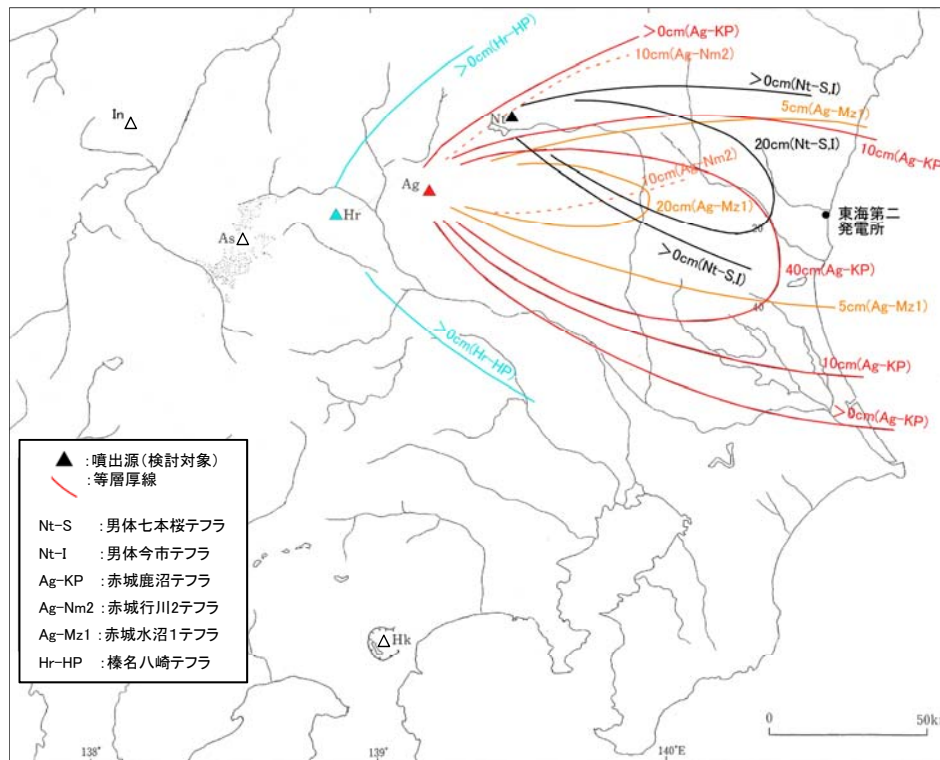 >0cm(Ag-KP)
>0cm(Hr-HP)
10cm(Ag-Nm2)
>0cm(Nt-S,I)
In
Nt
5cm(Ag-Mz1)
20cm(Nt-S,I)
10cm(Ag-KP)
10cm(Ag-Nm2)
Ag
20cm(Ag-Mz1)
Hr
東海第二
発電所
20
As
>0cm(Nt-S,I)
40cm(Ag-KP)
40
5cm(Ag-Mz1)
>0cm(Hr-HP)
10cm(Ag-KP)
>0cm(Ag-KP)
:噴出源(検討対象)
:等層厚線
Nt-S :男体七本桜テフラ
Nt-I :男体今市テフラ
Ag-KP :赤城鹿沼テフラ
Ag-Nm2 :赤城行川2テフラ
Ag-Mz1 :赤城水沼1テフラ
Hr-HP :榛名八崎テフラ
Hk
0 50k
138° 139° 140°E